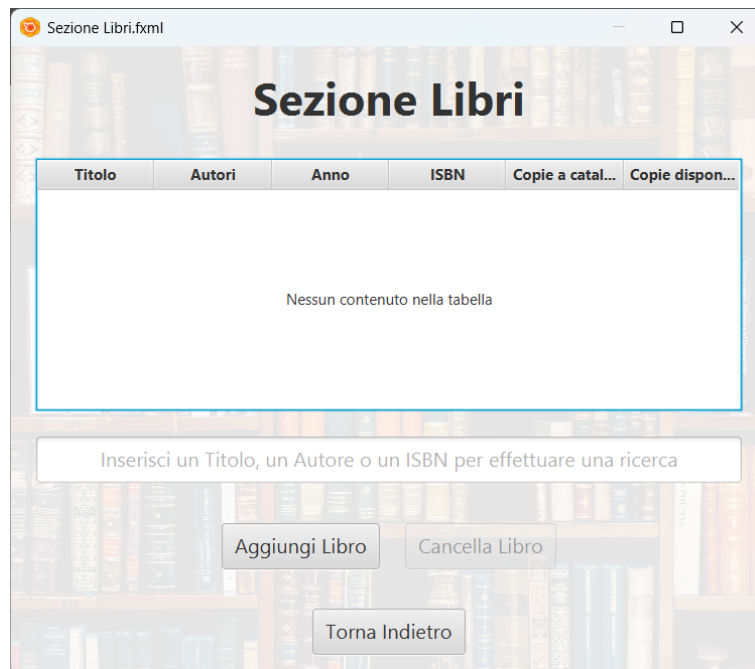 Sezione Libri.fxml
Sezione Libri
Titolo Autori Anno ISBN Copie a catal... Copie dispon...
Nessun contenuto nella tabella
Inserisci un Titolo, un Autore o un ISBN per effettuare una ricerca
Aggiungi Libro Cancella Libro
Torna Indietro